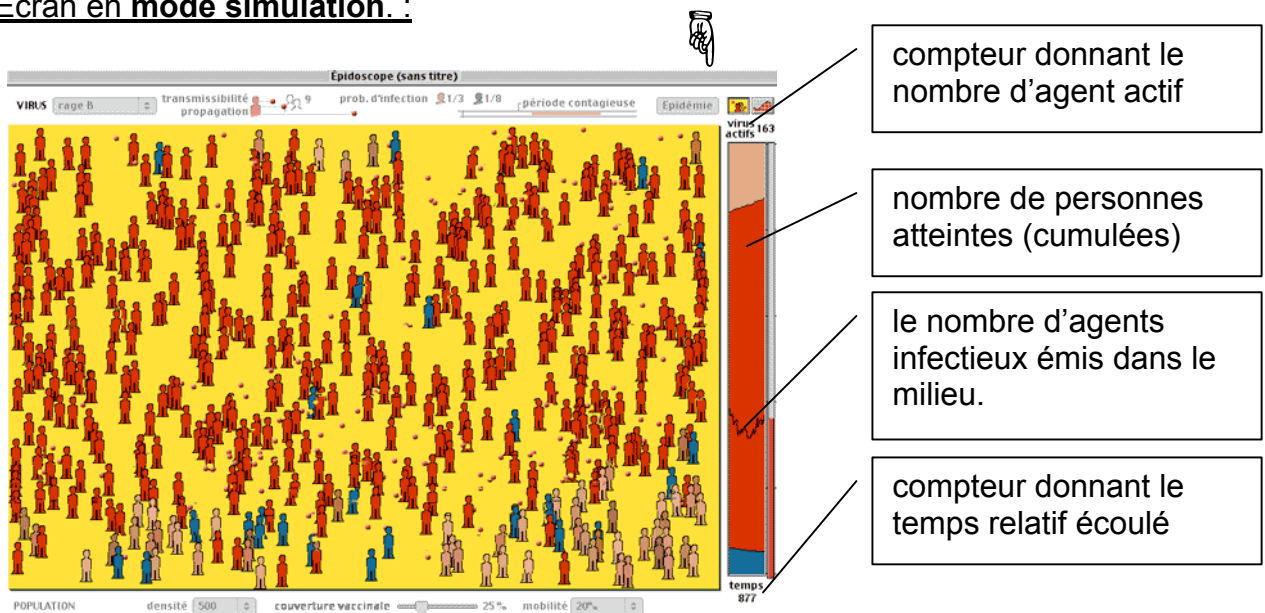 Écran en mode simulation. :
Épidoscope (sans titre)
VIRUS rage B transmissibilité 9 prob. d'infection 1/3 1/8 période contagieuse Epidémie
propagation
virus
actifs 163
compteur donnant le
nombre d'agent actif
nombre de personnes
atteintes (cumulées)
le nombre d'agents
infectieux émis dans le
milieu.
compteur donnant le
temps relatif écoulé
temps
877
POPULATION densité 500 couverture vaccinale 25 % mobilité 20%